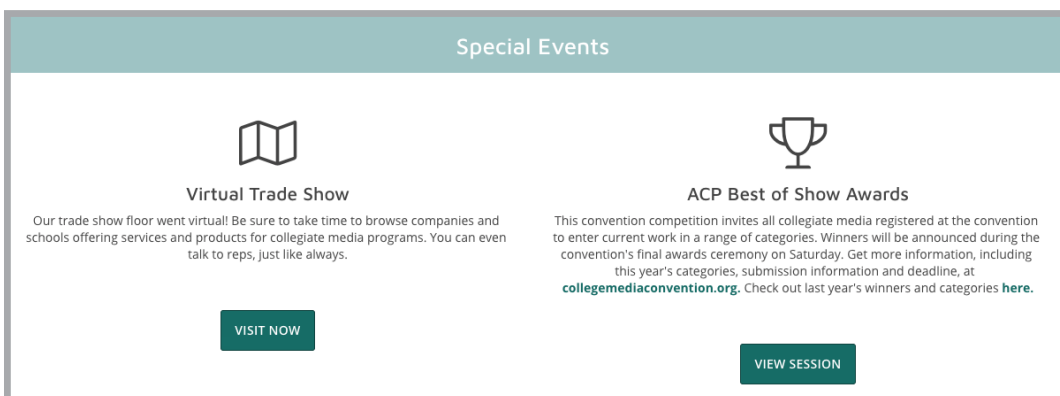 Special Events
Virtual Trade Show
Our trade show floor went virtual! Be sure to take time to browse companies and
schools offering services and products for collegiate media programs. You can even
talk to reps, just like always.
VISIT NOW
ACP Best of Show Awards
This convention competition invites all collegiate media registered at the convention
to enter current work in a range of categories. Winners will be announced during the
convention's final awards ceremony on Saturday. Get more information, including
this year's categories, submission information and deadline, at
collegemediaconvention.org. Check out last year's winners and categories here.
VIEW SESSION